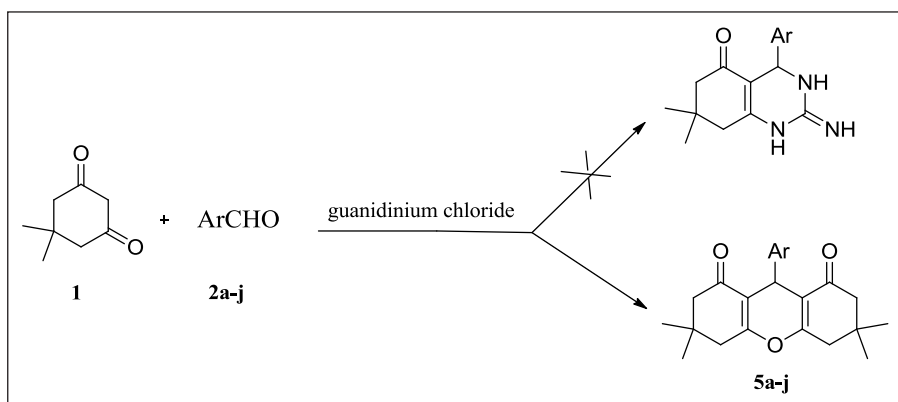 O
Ar
NH
N
H
NH
O
O
1
+
ArCHO
2a-j
guanidinium chloride
O
Ar
O
O
5a-j